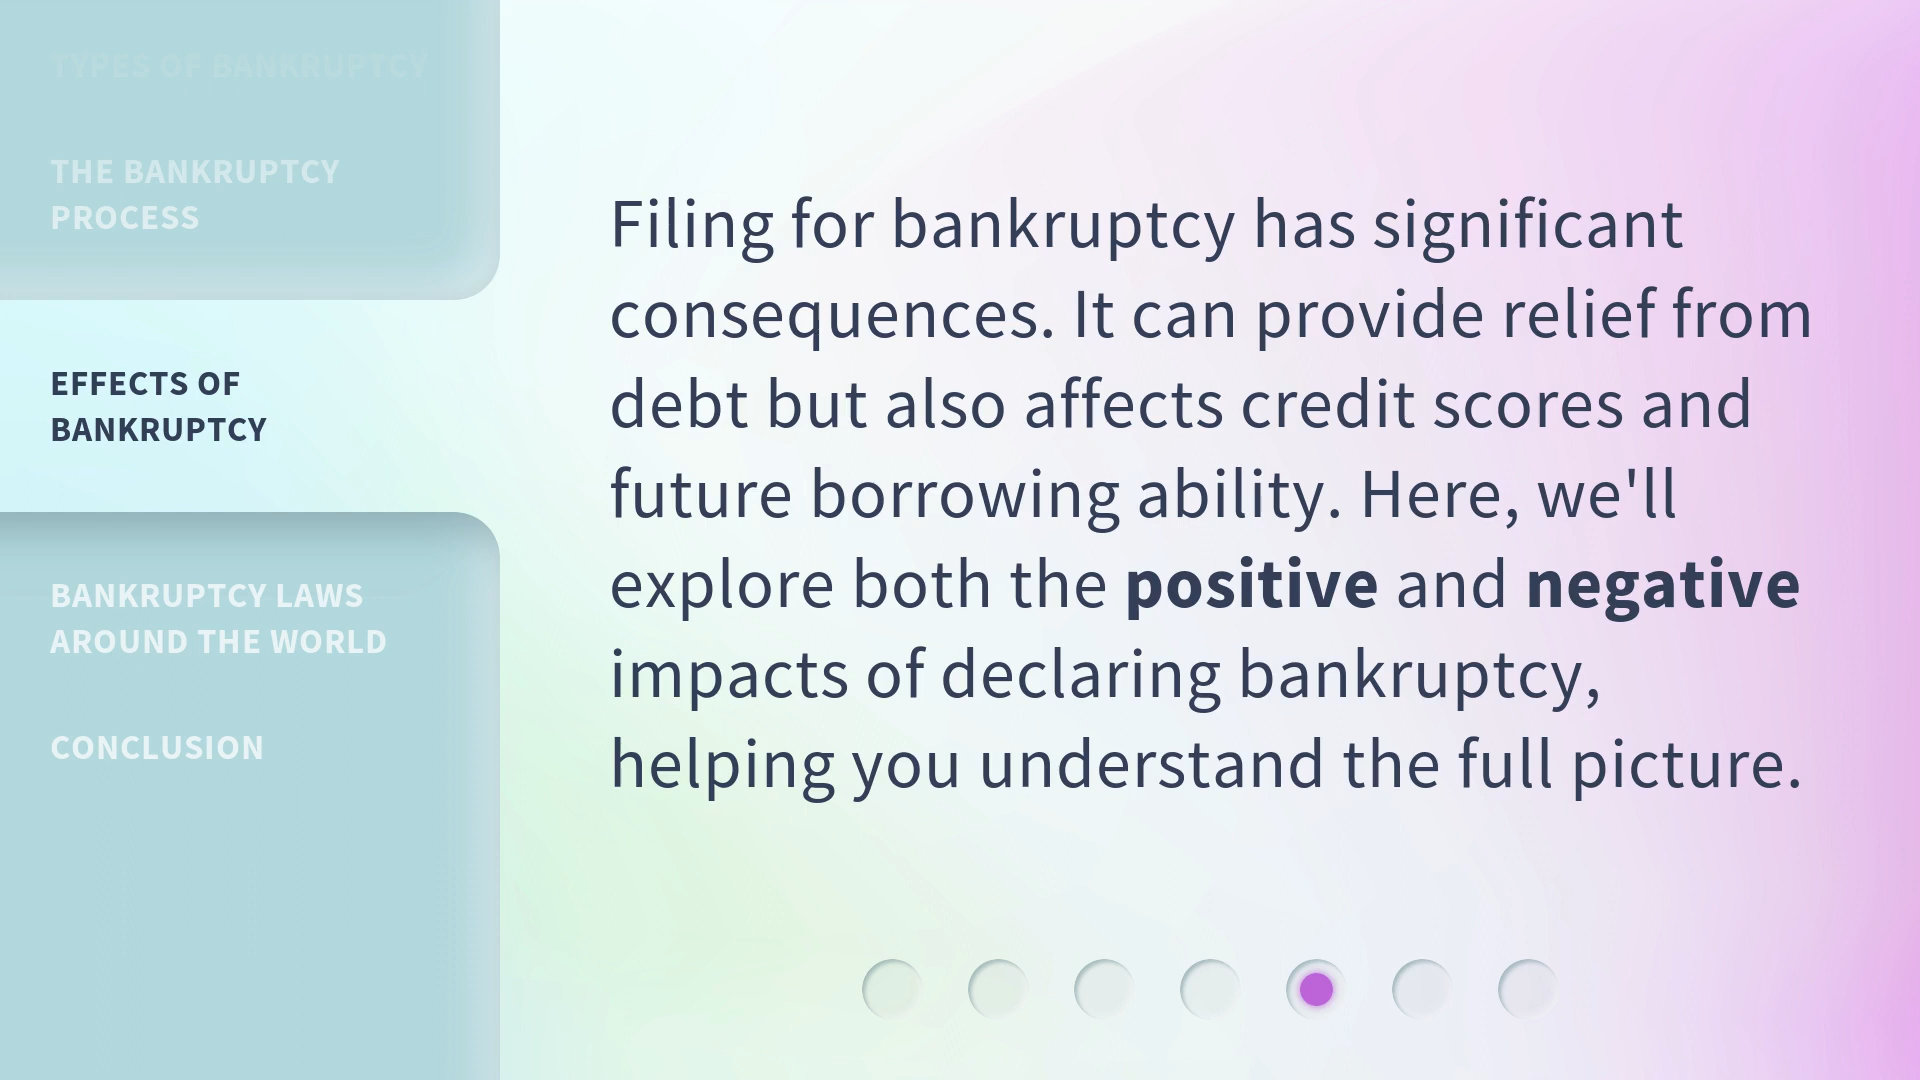 TYPES OF BANKRUPTCY
THE BANKRUPTCY
PROCESS
EFFECTS OF
BANKRUPTCY
BANKRUPTCY LAWS
AROUND THE WORLD
CONCLUSION
Filing for bankruptcy has significant
consequences. It can provide relief from
debt but also affects credit scores and
future borrowing ability. Here, we'll
explore both the positive and negative
impacts of declaring bankruptcy,
helping you understand the full picture.